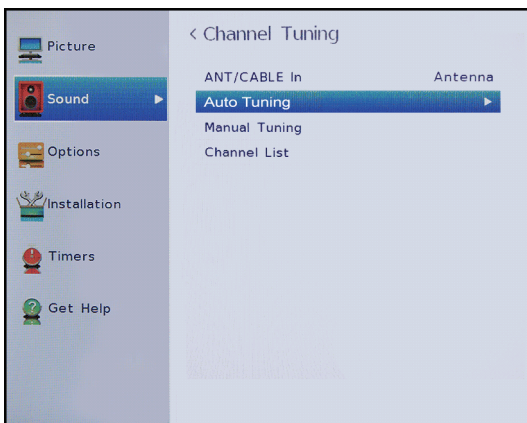 Picture
Sound
Options
Installation
Timers
Get Help
< Channel Tuning
ANT/CABLE In Antenna
Auto Tuning
Manual Tuning
Channel List